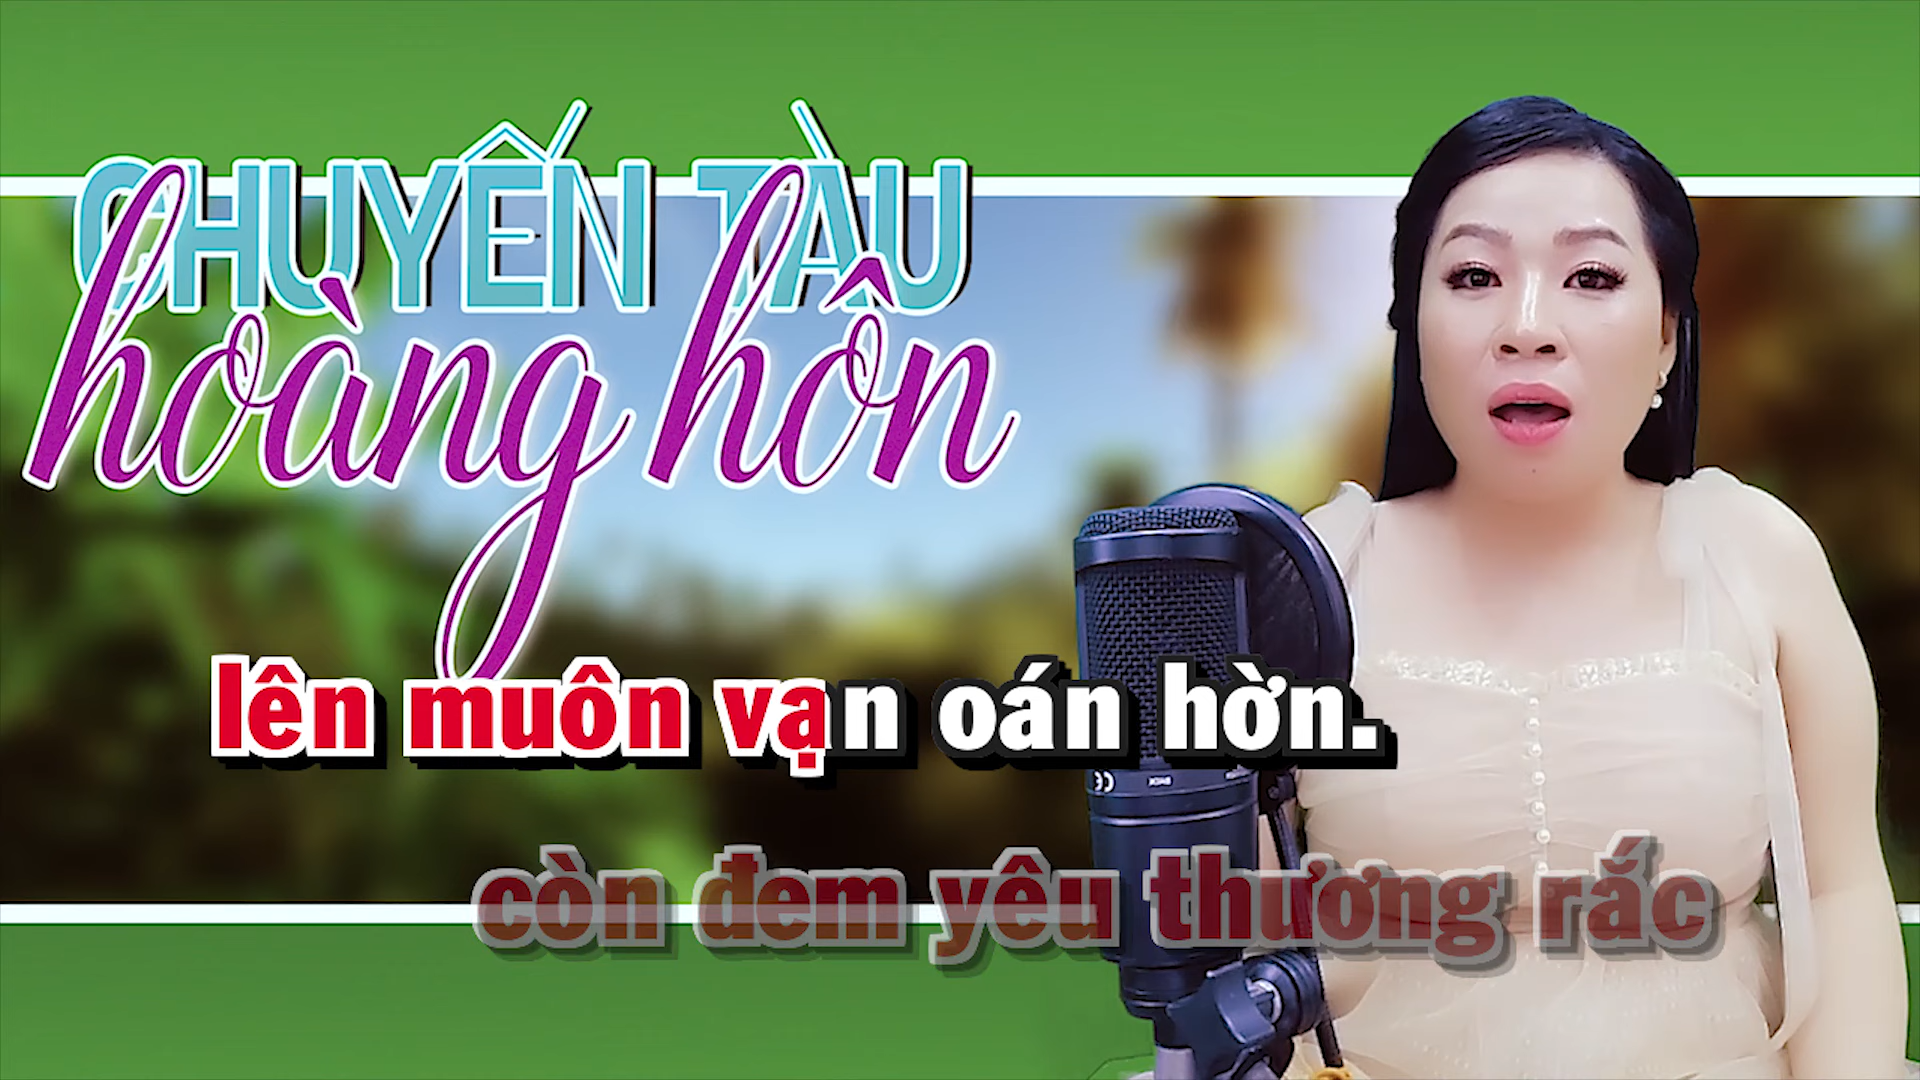 CHUYẾN TÀU
hoàng hôn
lên muôn vạn oán hờn.
còn đem yêu thương rắc